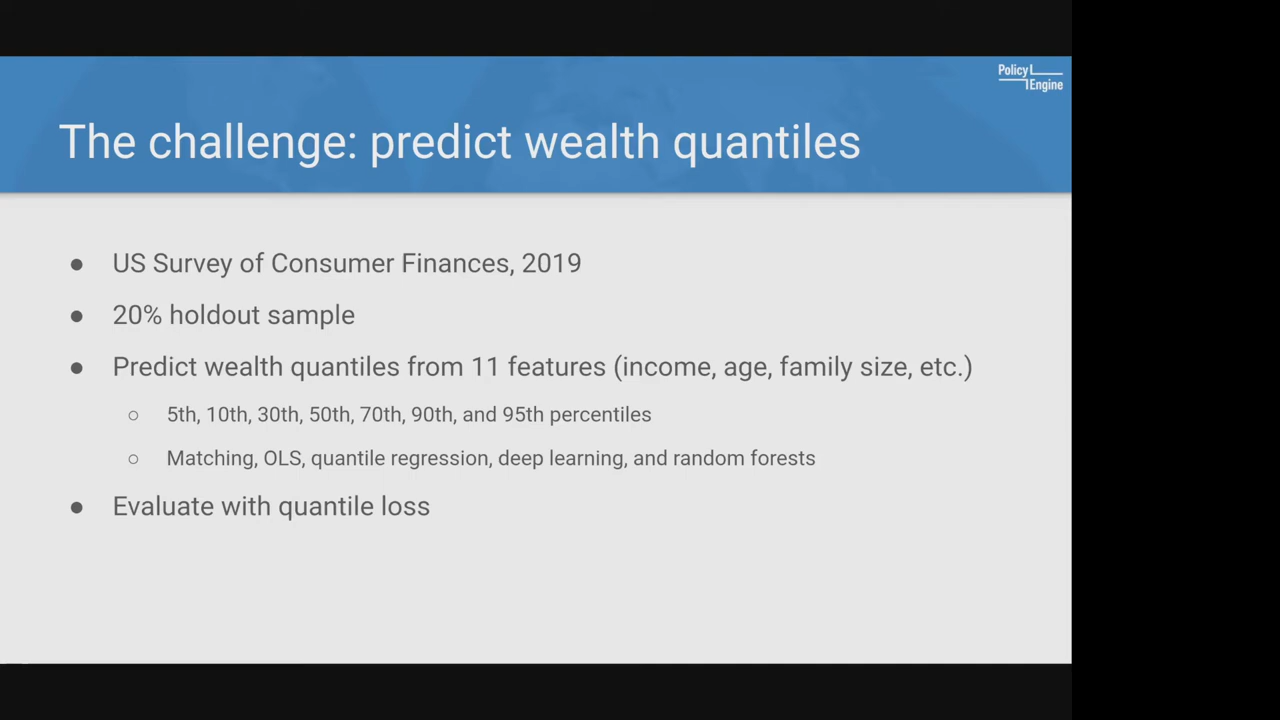 Policy
Engine
The challenge: predict wealth quantiles
● US Survey of Consumer Finances, 2019
● 20% holdout sample
● Predict wealth quantiles from 11 features (income, age, family size, etc.)
○ 5th, 10th, 30th, 50th, 70th, 90th, and 95th percentiles
○ Matching, OLS, quantile regression, deep learning, and random forests
● Evaluate with quantile loss